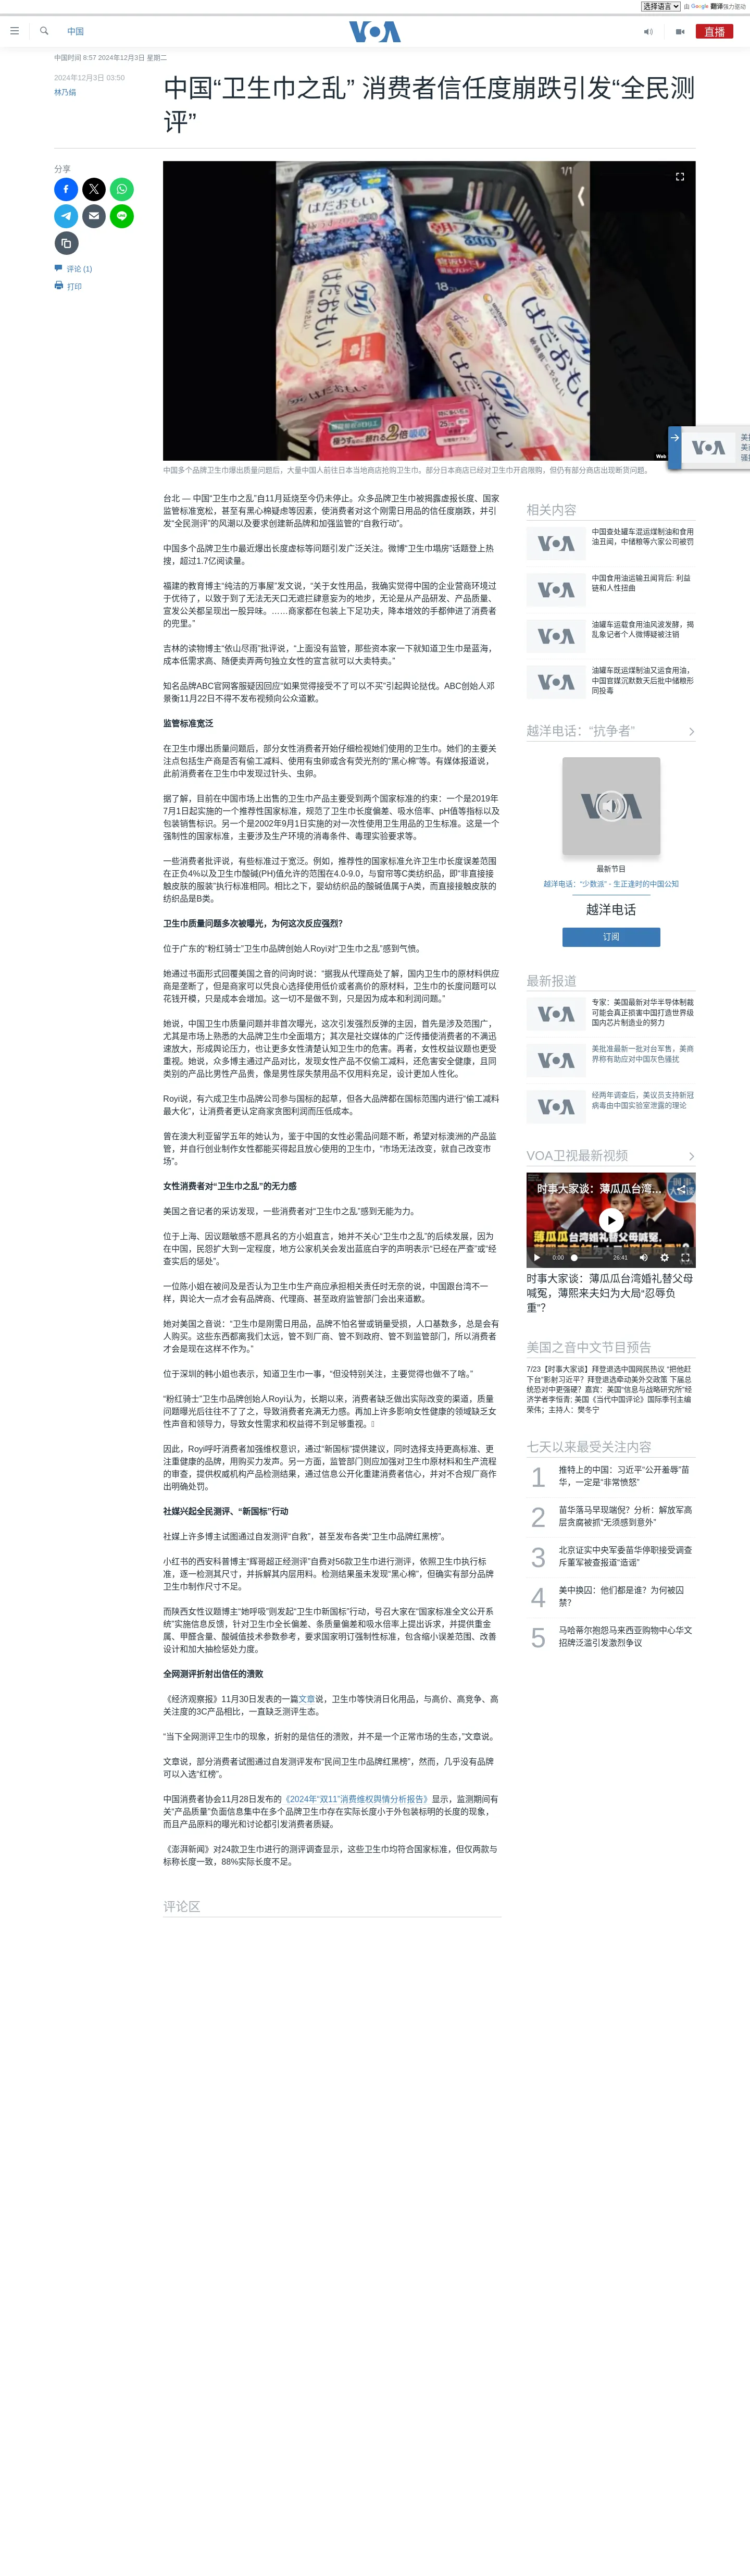 选择语言
由 Google 翻译强力驱动
中国
VOA
直播
中国时间 8:57 2024年12月3日 星期二
2024年12月3日 03:50
林乃绢
中国“卫生巾之乱” 消费者信任度崩跌引发“全民测
评”
分享
评论 (1)
打印
1/1
はだおもい
はだおもい
はだおもい
中国多个品牌卫生巾爆出质量问题后，大量中国人前往日本当地商店抢购卫生巾。部分日本商店已经对卫生巾开启限购，但仍有部分商店出现断货问题。
台北 — 中国“卫生巾之乱”自11月延烧至今仍未停止。众多品牌卫生巾被揭露虚报长度、国家
监管标准宽松，甚至有黑心棉疑虑等因素，使消费者对这个刚需日用品的信任度崩跌，并引
发“全民测评”的风潮以及要求创建新品牌和加强监管的“自救行动”。
中国多个品牌卫生巾最近爆出长度虚标等问题引发广泛关注。微博“卫生巾塌房”话题登上热
搜，超过1.7亿阅读量。
福建的教育博主“纯洁的万事屋”发文说，“关于女性用品，我确实觉得中国的企业营商环境过
于优待了，以致于到了无法无天口无遮拦肆意妄为的地步，无论是从产品研发、产品质量、
宣发公关都呈现出一股异味。……商家都在包装上下足功夫，降本增效的手都伸进了消费者
的兜里。”
吉林的读物博主“依山尽雨”批评说，“上面没有监管，那些资本家一下就知道卫生巾是蓝海，
成本低需求高、随便卖弄两句独立女性的宣言就可以大卖特卖。”
知名品牌ABC官网客服疑因回应“如果觉得接受不了可以不买”引起舆论挞伐。ABC创始人邓
景衡11月22日不得不发布视频向公众道歉。
监管标准宽泛
在卫生巾爆出质量问题后，部分女性消费者开始仔细检视她们使用的卫生巾。她们的主要关
注点包括生产商是否有偷工减料、使用有虫卵或含有荧光剂的“黑心棉”等。有媒体报道说，
此前消费者在卫生巾中发现过针头、虫卵。
据了解，目前在中国市场上出售的卫生巾产品主要受到两个国家标准的约束：一个是2019年
7月1日起实施的一个推荐性国家标准，规范了卫生巾长度偏差、吸水倍率、pH值等指标以及
包装销售标识。另一个是2002年9月1日实施的对一次性使用卫生用品的卫生标准。这是一个
强制性的国家标准，主要涉及生产环境的消毒条件、毒理实验要求等。
一些消费者批评说，有些标准过于宽泛。例如，推荐性的国家标准允许卫生巾长度误差范围
在正负4%以及卫生巾酸碱(PH)值允许的范围在4.0-9.0，与窗帘等C类纺织品，即“非直接接
触皮肤的服装”执行标准相同。相比之下，婴幼纺织品的酸碱值属于A类，而直接接触皮肤的
纺织品是B类。
卫生巾质量问题多次被曝光，为何这次反应强烈？
位于广东的“粉红骑士”卫生巾品牌创始人Royi对“卫生巾之乱”感到气愤。
她通过书面形式回覆美国之音的问询时说：“据我从代理商处了解，国内卫生巾的原材料供应
商是垄断了，但是商家可以凭良心选择使用低价或者高价的原材料，卫生巾的长度问题可以
花钱开模，只是成本会增加。这一切不是做不到，只是因为成本和利润问题。”
她说，中国卫生巾质量问题并非首次曝光，这次引发强烈反弹的主因，首先是涉及范围广，
尤其是市场上熟悉的大品牌卫生巾全面塌方；其次是社交媒体的广泛传播使消费者的不满迅
速放大，形成舆论压力，也让更多女性清楚认知卫生巾的危害。再者，女性权益议题也更受
重视。她说，众多博主通过产品对比，发现女性产品不仅偷工减料，还危害安全健康，且同
类别的产品比男性产品贵，像是男性尿失禁用品不仅用料充足，设计更加人性化。
Royi说，有六成卫生巾品牌公司参与国标的起草，但各大品牌都在国标范围内进行“偷工减料
最大化”，让消费者更认定商家贪图利润而压低成本。
曾在澳大利亚留学五年的她认为，鉴于中国的女性必需品问题不断，希望对标澳洲的产品监
管，并自行创业制作女性都能买得起且放心使用的卫生巾，“市场无法改变，就自己改变市
场”。
女性消费者对“卫生巾之乱”的无力感
美国之音记者的采访发现，一些消费者对“卫生巾之乱”感到无能为力。
位于上海、因议题敏感不愿具名的方小姐直言，她并不关心“卫生巾之乱”的后续发展，因为
在中国，民怨扩大到一定程度，地方公家机关会发出蓝底白字的声明表示“已经在严查”或“经
查实后的惩处”。
一位陈小姐在被问及是否认为卫生巾生产商应承担相关责任时无奈的说，中国跟台湾不一
样，舆论大一点才会有品牌商、代理商、甚至政府监管部门会出来道歉。
她对美国之音说：“卫生巾是刚需日用品，品牌不怕名誉或销量受损，人口基数多，总是会有
人购买。这些东西都离我们太远，管不到厂商、管不到政府、管不到监管部门，所以消费者
才会是现在这样不作为。”
位于深圳的韩小姐也表示，知道卫生巾一事，“但没特别关注，主要觉得也做不了啥。”
“粉红骑士”卫生巾品牌创始人Royi认为，长期以来，消费者缺乏做出实际改变的渠道，质量
问题曝光后往往不了了之，导致消费者充满无力感。再加上许多影响女性健康的领域缺乏女
性声音和领导力，导致女性需求和权益得不到足够重视。
因此，Royi呼吁消费者加强维权意识，通过“新国标”提供建议，同时选择支持更高标准、更
注重健康的品牌，用购买力发声。另一方面，监管部门则应加强对卫生巾原材料和生产流程
的审查，提供权威机构产品检测结果，通过信息公开化重建消费者信心，并对不合规厂商作
出明确处罚。
社媒兴起全民测评、“新国标”行动
社媒上许多博主试图通过自发测评“自救”，甚至发布各类“卫生巾品牌红黑榜”。
小红书的西安科普博主“辉哥超正经测评”自费对56款卫生巾进行测评，依照卫生巾执行标
准，逐一检测其尺寸，并拆解其内层用料。检测结果虽未发现“黑心棉”，但确实有部分品牌
卫生巾制作尺寸不足。
而陕西女性议题博主“她呼吸”则发起“卫生巾新国标”行动，号召大家在“国家标准全文公开系
统”实施信息反馈，针对卫生巾全长偏差、条质量偏差和吸水倍率上提出诉求，并提供重金
属、甲醛含量、酸碱值技术参数参考，要求国家明订强制性标准，包含缩小误差范围、改善
设计和加大抽检惩处力度。
全网测评折射出信任的溃败
《经济观察报》11月30日发表的一篇文章说，卫生巾等快消日化用品，与高价、高竞争、高
关注度的3C产品相比，一直缺乏测评生态。
“当下全网测评卫生巾的现象，折射的是信任的溃败，并不是一个正常市场的生态，”文章说。
文章说，部分消费者试图通过自发测评发布“民间卫生巾品牌红黑榜”，然而，几乎没有品牌
可以入选“红榜”。
中国消费者协会11月28日发布的《2024年“双11”消费维权舆情分析报告》显示，监测期间有
关“产品质量”负面信息集中在多个品牌卫生巾存在实际长度小于外包装标明的长度的现象，
而且产品原料的曝光和讨论都引发消费者质疑。
《澎湃新闻》对24款卫生巾进行的测评调查显示，这些卫生巾均符合国家标准，但仅两款与
标称长度一致，88%实际长度不足。
评论区
相关内容
中国查处罐车混运煤制油和食用
油丑闻，中储粮等六家公司被罚
中国食用油运输丑闻背后: 利益
链和人性扭曲
油罐车运载食用油风波发酵，揭
乱象记者个人微博疑被注销
油罐车既运煤制油又运食用油，
中国官媒沉默数天后批中储粮形
同投毒
越洋电话：“抗争者”
最新节目
越洋电话：“少数派” - 生正逢时的中国公知
越洋电话
订阅
最新报道
专家：美国最新对华半导体制裁
可能会真正损害中国打造世界级
国内芯片制造业的努力
美批准最新一批对台军售，美商
界称有助应对中国灰色骚扰
经两年调查后，美议员支持新冠
病毒由中国实验室泄露的理论
VOA卫视最新视频
时事大家谈：薄瓜瓜台湾...
0:00
26:41
时事大家谈：薄瓜瓜台湾婚礼替父母
喊冤，薄熙来夫妇为大局“忍辱负
重”？
美国之音中文节目预告
7/23【时事大家谈】拜登退选中国网民热议 “把他赶
下台”影射习近平？拜登退选牵动美外交政策 下届总
统恐对中更强硬？嘉宾：美国“信息与战略研究所”经
济学者李恒青; 美国《当代中国评论》国际季刊主编
荣伟；主持人：樊冬宁
七天以来最受关注内容
1 推特上的中国：习近平“公开羞辱”苗
华，一定是“非常愤怒”
2 苗华落马早现端倪？分析：解放军高
层贪腐被抓“无须感到意外”
3 北京证实中央军委苗华停职接受调查
斥董军被查报道“造谣”
4 美中换囚：他们都是谁？为何被囚
禁？
5 马哈蒂尔抱怨马来西亚购物中心华文
招牌泛滥引发激烈争议